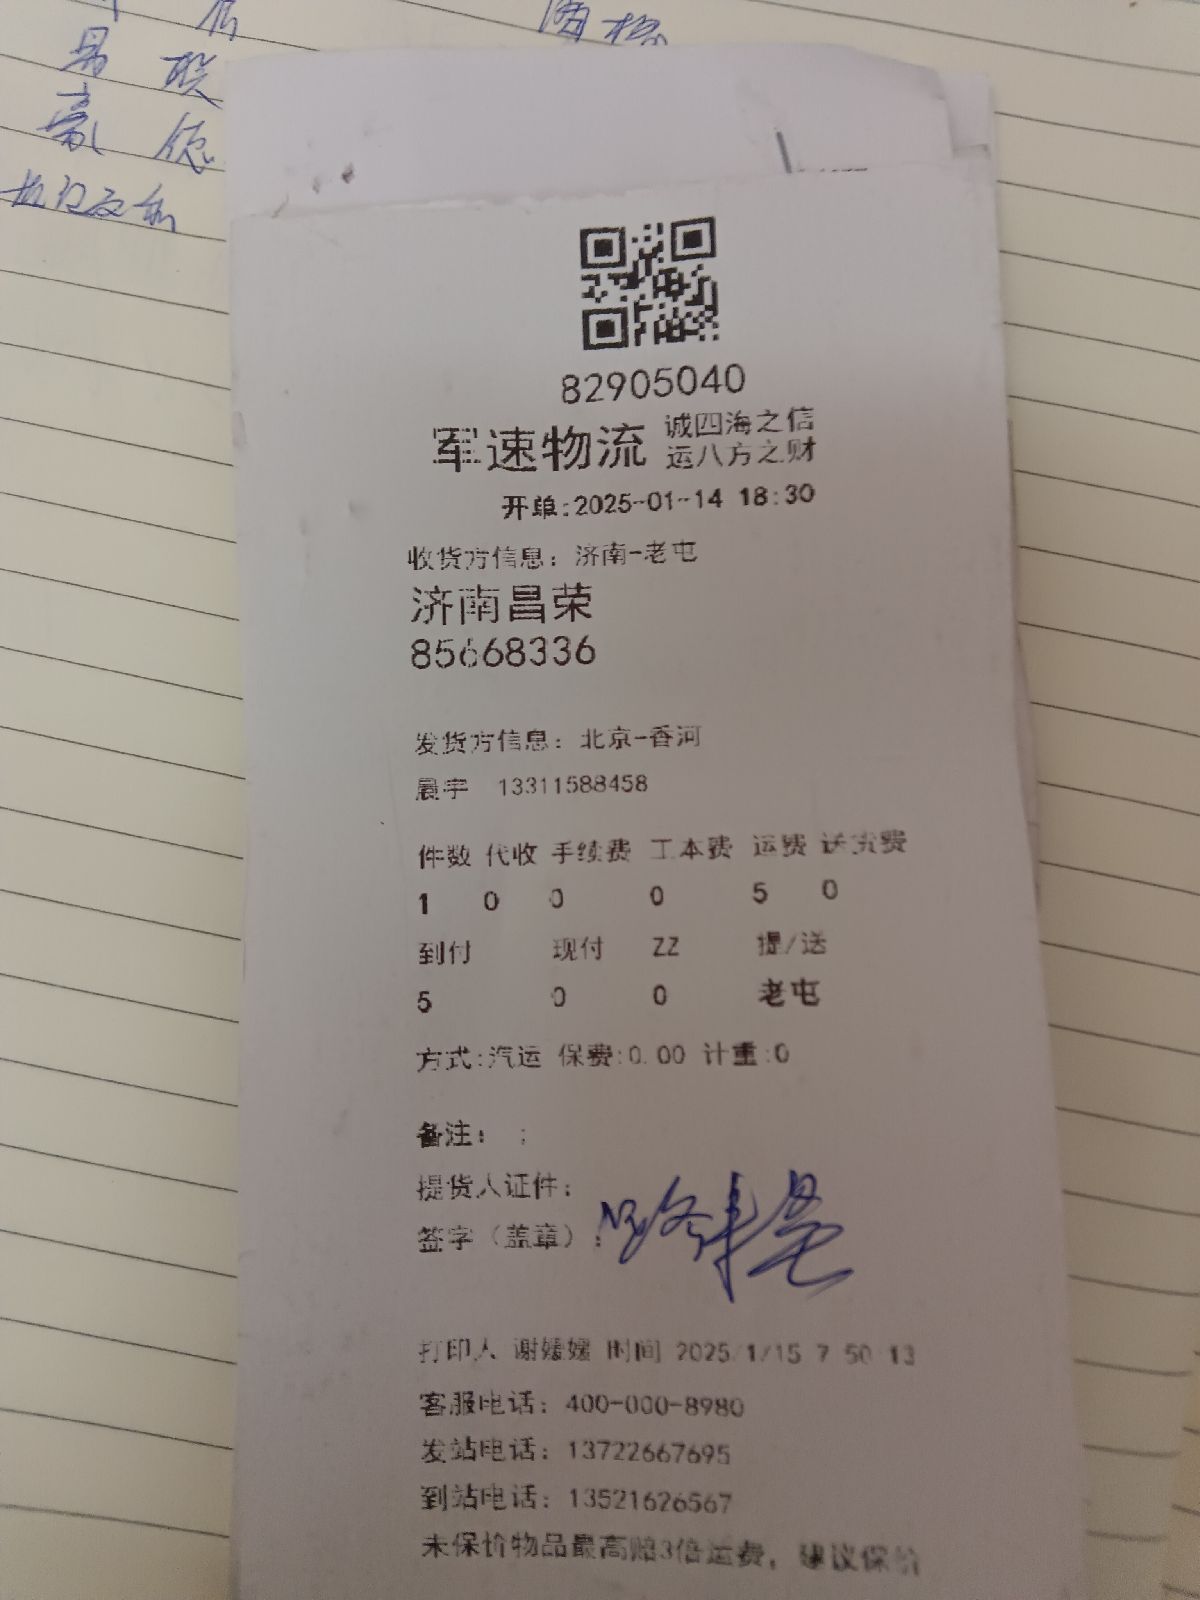 易 联
豪 德
82905040
军速物流 诚四海之信
运八方之财
开单:2025-01-14 18:30
收货方信息: 济南-老屯
济南昌荣
85668336
发货方信息: 北京-香河
晨宇 13311588458
件数 代收 手续费 工本费 运费 送货费
1 0 0 0 5 0
到付 现付 ZZ 提/送
5 0 0 老屯
方式:汽运 保费:0.00 计重:0
备注: ;
提货人证件:
签字(盖章):
打印人 谢媛媛 时间 2025/1/15 7:50:13
客服电话: 400-000-8980
发站电话: 13722667695
到站电话: 13521626567
未保价物品最高赔3倍运费, 建议保价